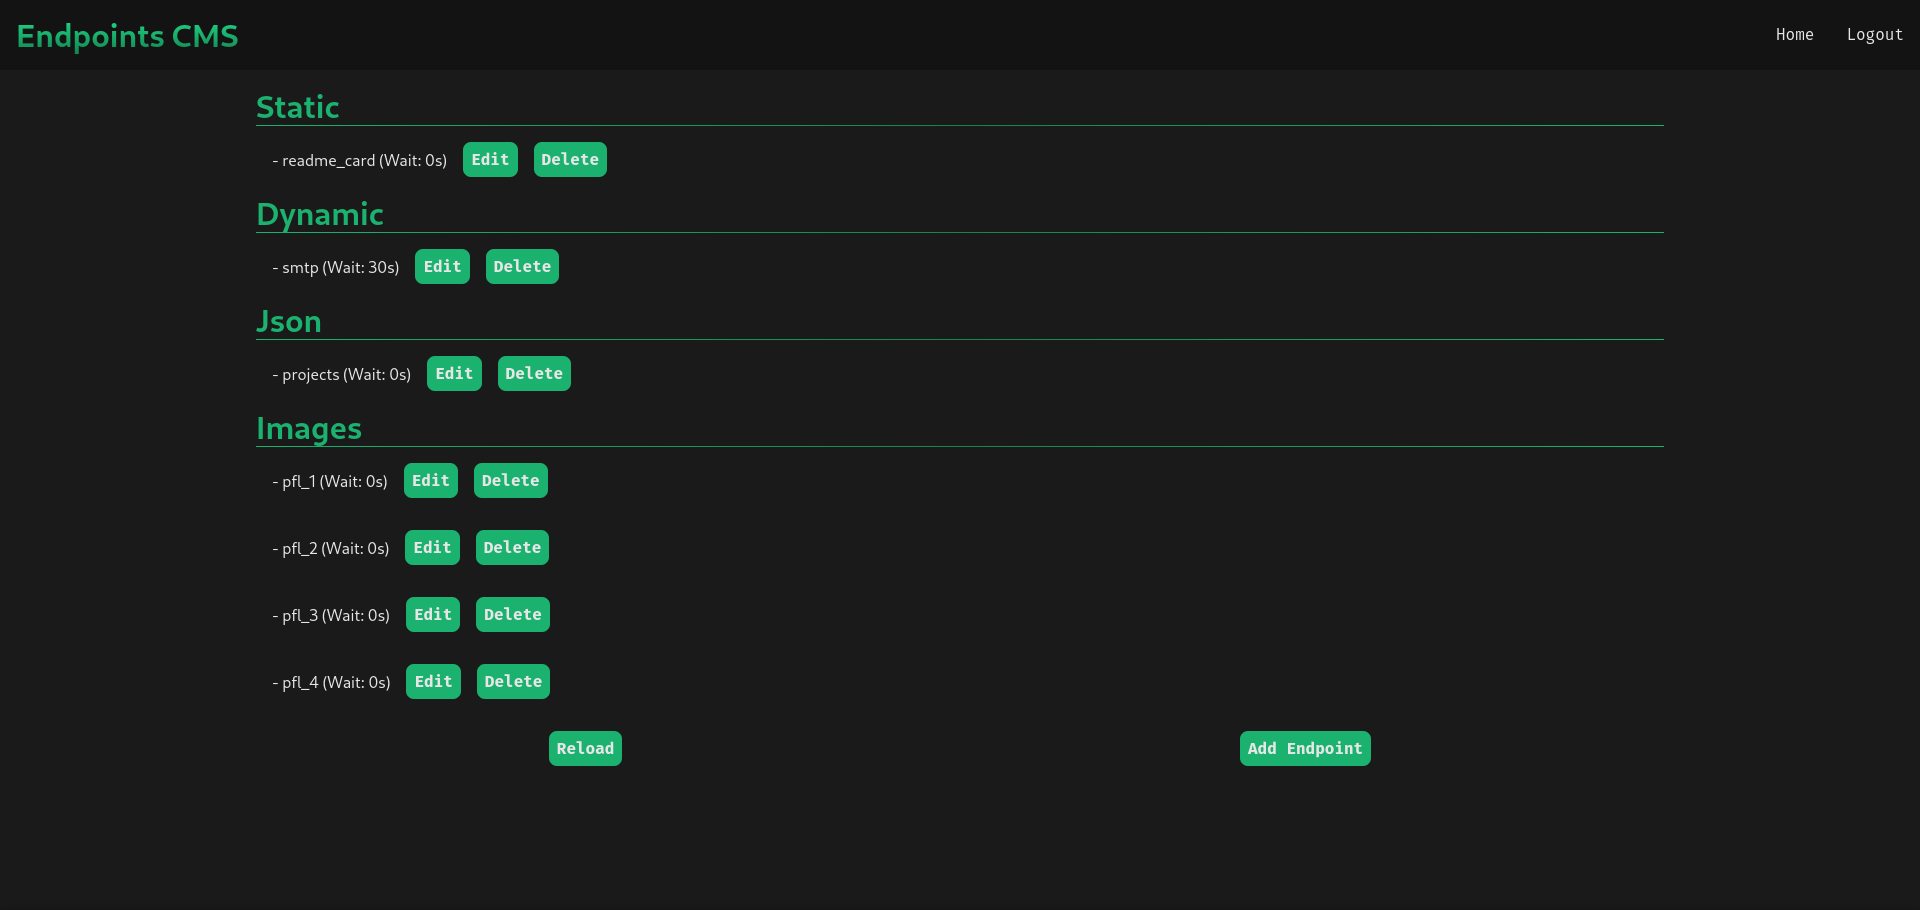 Endpoints CMS Home Logout
Static
- readme_card (Wait: 0s) Edit Delete
Dynamic
- smtp (Wait: 30s) Edit Delete
Json
- projects (Wait: 0s) Edit Delete
Images
- pfl_1 (Wait: 0s) Edit Delete
- pfl_2 (Wait: 0s) Edit Delete
- pfl_3 (Wait: 0s) Edit Delete
- pfl_4 (Wait: 0s) Edit Delete
Reload Add Endpoint